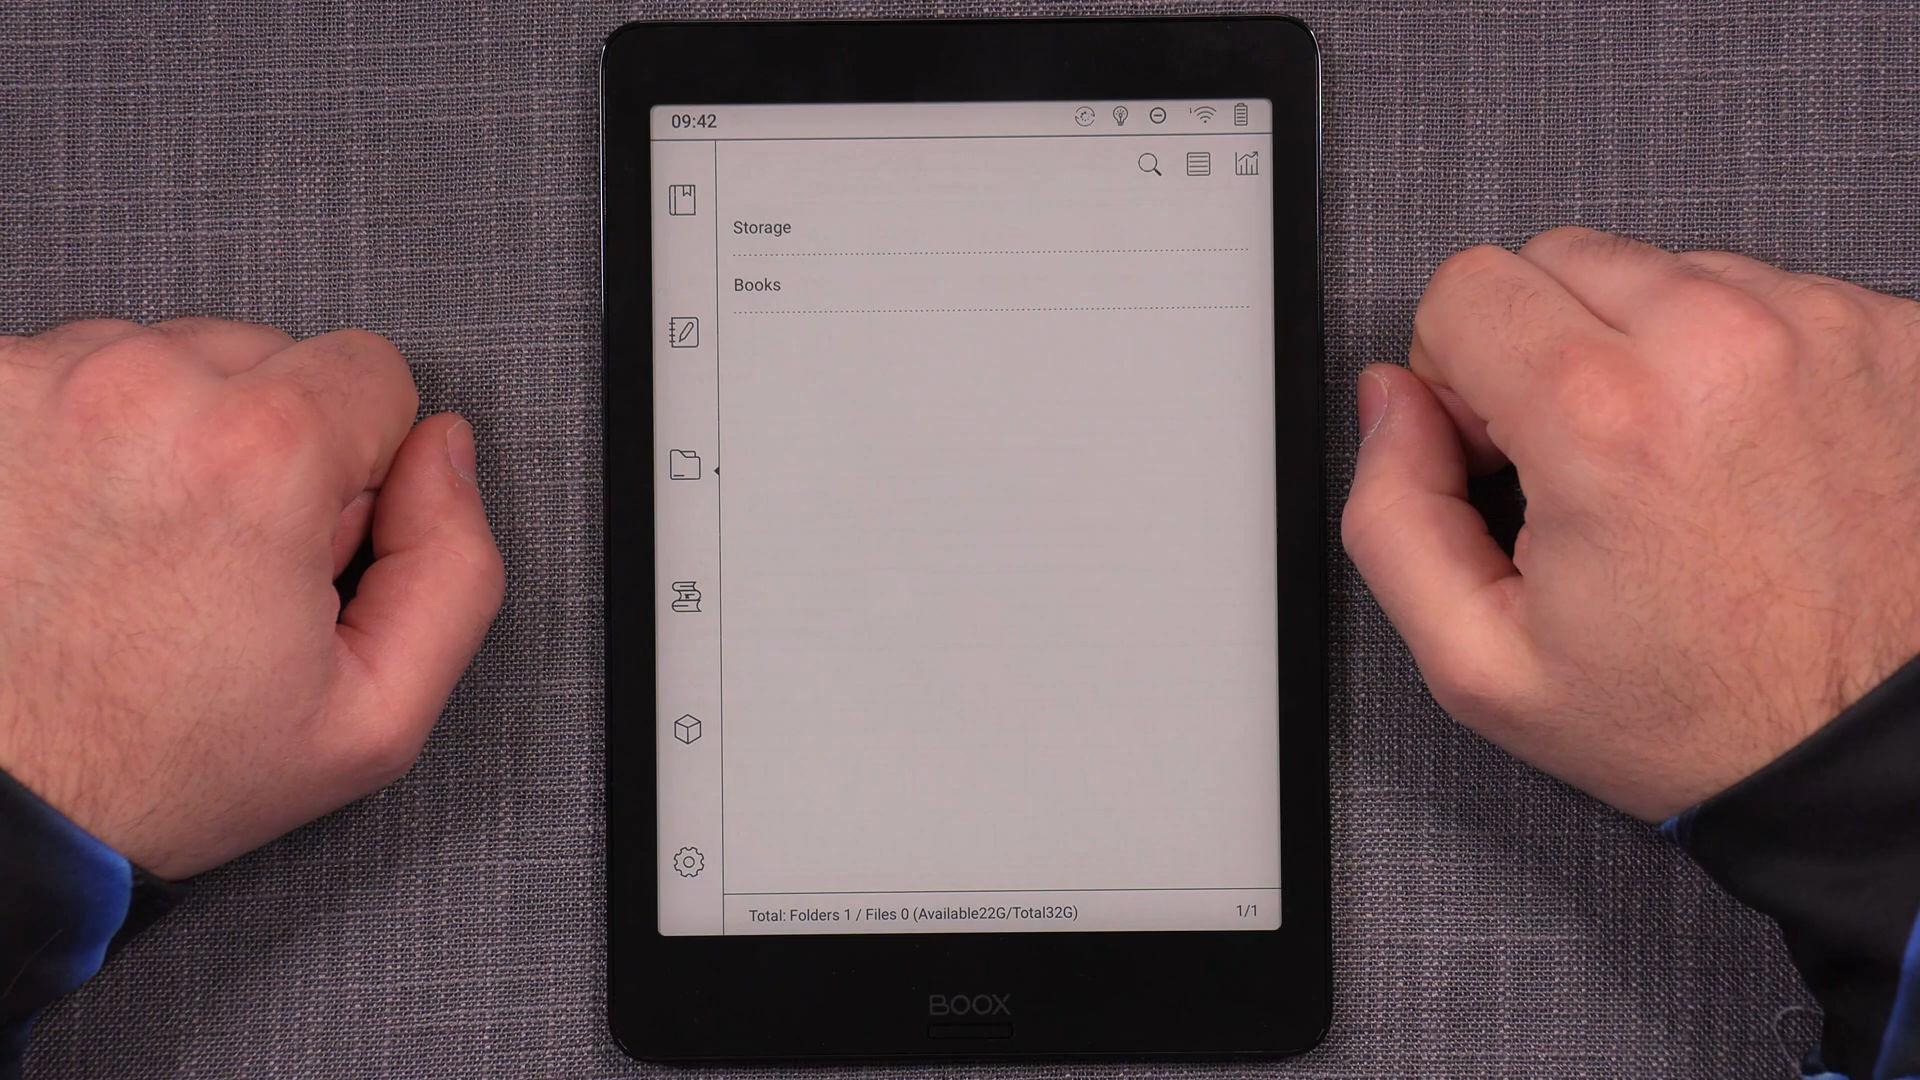 09:42
Storage
Books
Total: Folders 1 / Files 0 (Available22G/Total32G)
1/1
BOOX